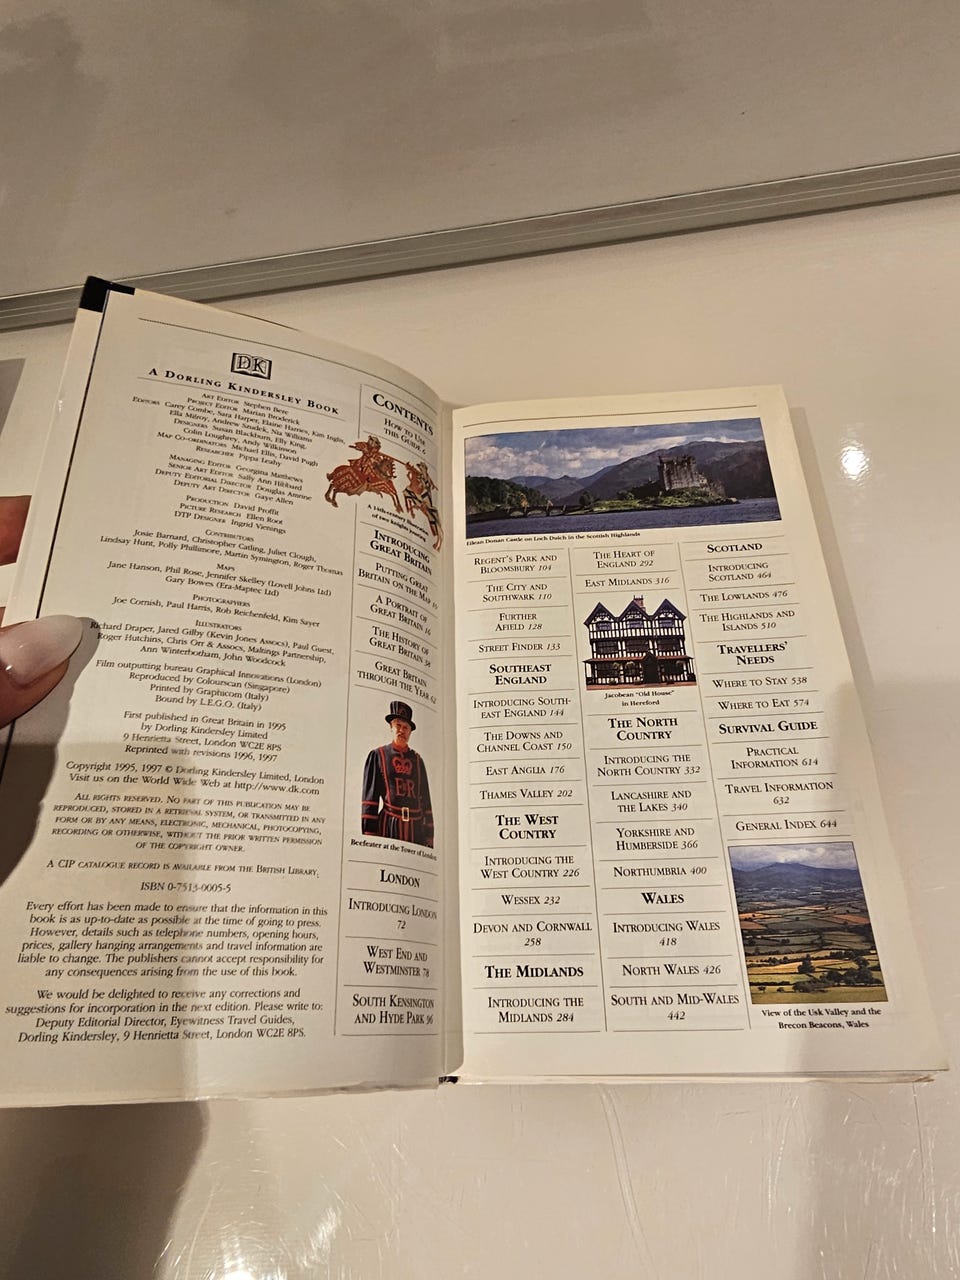 DK
A DORLING KINDERSLEY BOOK
ART EDITOR Stephen Bere
PROJECT EDITOR Marian Broderick
EDITORS Carey Combe, Sara Harper, Elaine Harries, Kim Inglis,
Ella Milroy, Andrew Szudek, Nia Williams
DESIGNERS Susan Blackburn, Elly King,
Colin Loughrey, Andy Wilkinson
MAP CO-ORDINATORS Michael Ellis, David Pugh
RESEARCHER Pippa Leahy
MANAGING EDITOR Georgina Matthews
SENIOR ART EDITOR Sally Ann Hibbard
DEPUTY EDITORIAL DIRECTOR Douglas Amrine
DEPUTY ART DIRECTOR Gaye Allen
PRODUCTION David Proffit
PICTURE RESEARCH Ellen Root
DTP DESIGNER Ingrid Vienings
CONTRIBUTORS
Josie Barnard, Christopher Catling, Juliet Clough,
Lindsay Hunt, Polly Phillimore, Martin Symington, Roger Thomas
MAPS
Jane Hanson, Phil Rose, Jennifer Skelley (Lovell Johns Ltd)
Gary Bowes (Era-Maptec Ltd)
PHOTOGRAPHERS
Joe Cornish, Paul Harris, Rob Reichenfeld, Kim Sayer
ILLUSTRATORS
Richard Draper, Jared Gilby (Kevin Jones Assocs), Paul Guest,
Roger Hutchins, Chris Orr & Assocs, Maltings Partnership,
Ann Winterbotham, John Woodcock
Film outputting bureau Graphical Innovations (London)
Reproduced by Colourscan (Singapore)
Printed by Graphicom (Italy)
Bound by L.E.G.O. (Italy)
First published in Great Britain in 1995
by Dorling Kindersley Limited
9 Henrietta Street, London WC2E 8PS
Reprinted with revisions 1996, 1997
Copyright 1995, 1997 © Dorling Kindersley Limited, London
Visit us on the World Wide Web at http://www.dk.com
ALL RIGHTS RESERVED. NO PART OF THIS PUBLICATION MAY BE
REPRODUCED, STORED IN A RETRIEVAL SYSTEM, OR TRANSMITTED IN ANY
FORM OR BY ANY MEANS, ELECTRONIC, MECHANICAL, PHOTOCOPYING,
RECORDING OR OTHERWISE, WITHOUT THE PRIOR WRITTEN PERMISSION
OF THE COPYRIGHT OWNER.
A CIP CATALOGUE RECORD IS AVAILABLE FROM THE BRITISH LIBRARY.
ISBN 0-7513-0005-5
Every effort has been made to ensure that the information in this
book is as up-to-date as possible at the time of going to press.
However, details such as telephone numbers, opening hours,
prices, gallery hanging arrangements and travel information are
liable to change. The publishers cannot accept responsibility for
any consequences arising from the use of this book.
We would be delighted to receive any corrections and
suggestions for incorporation in the next edition. Please write to:
Deputy Editorial Director, Eyewitness Travel Guides,
Dorling Kindersley, 9 Henrietta Street, London WC2E 8PS.
CONTENTS
HOW TO USE
THIS GUIDE 6
A 14th-century illustration
of two knights jousting
INTRODUCING
GREAT BRITAIN
PUTTING GREAT
BRITAIN ON THE MAP 10
A PORTRAIT OF
GREAT BRITAIN 16
THE HISTORY OF
GREAT BRITAIN 38
GREAT BRITAIN
THROUGH THE YEAR 62
ER
Beefeater at the Tower of London
LONDON
INTRODUCING LONDON
72
WEST END AND
WESTMINSTER 78
SOUTH KENSINGTON
AND HYDE PARK 96
Eilean Donan Castle on Loch Duich in the Scottish Highlands
REGENT'S PARK AND
BLOOMSBURY 104
THE CITY AND
SOUTHWARK 110
FURTHER
AFIELD 128
STREET FINDER 133
SOUTHEAST
ENGLAND
INTRODUCING SOUTH-
EAST ENGLAND 144
THE DOWNS AND
CHANNEL COAST 150
EAST ANGLIA 176
THAMES VALLEY 202
THE WEST
COUNTRY
INTRODUCING THE
WEST COUNTRY 226
WESSEX 232
DEVON AND CORNWALL
258
THE MIDLANDS
INTRODUCING THE
MIDLANDS 284
THE HEART OF
ENGLAND 292
EAST MIDLANDS 316
Jacobean "Old House"
in Hereford
THE NORTH
COUNTRY
INTRODUCING THE
NORTH COUNTRY 332
LANCASHIRE AND
THE LAKES 340
YORKSHIRE AND
HUMBERSIDE 366
NORTHUMBRIA 400
WALES
INTRODUCING WALES
418
NORTH WALES 426
SOUTH AND MID-WALES
442
SCOTLAND
INTRODUCING
SCOTLAND 464
THE LOWLANDS 476
THE HIGHLANDS AND
ISLANDS 510
TRAVELLERS'
NEEDS
WHERE TO STAY 538
WHERE TO EAT 574
SURVIVAL GUIDE
PRACTICAL
INFORMATION 614
TRAVEL INFORMATION
632
GENERAL INDEX 644
View of the Usk Valley and the
Brecon Beacons, Wales